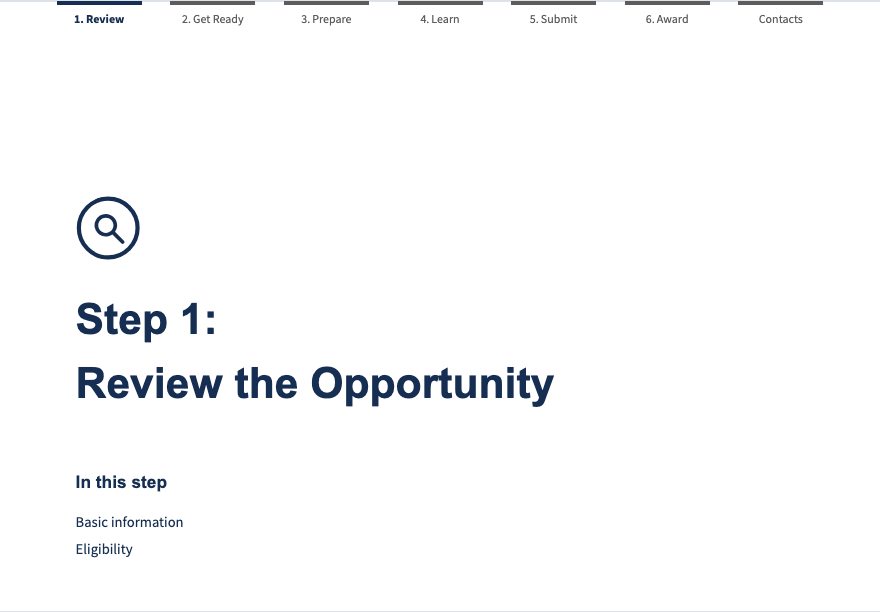 1. Review 2. Get Ready 3. Prepare 4. Learn 5. Submit 6. Award Contacts
Step 1:
Review the Opportunity
In this step
Basic information
Eligibility